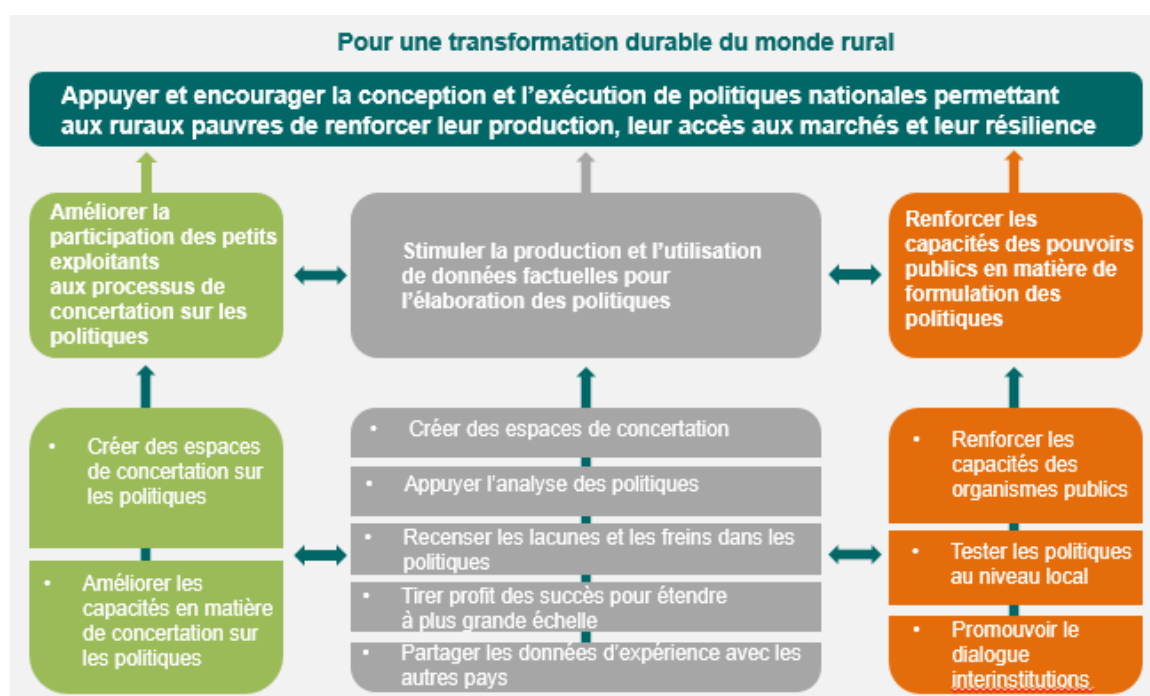 Pour une transformation durable du monde rural
Appuyer et encourager la conception et l’exécution de politiques nationales permettant
aux ruraux pauvres de renforcer leur production, leur accès aux marchés et leur résilience
Améliorer la
participation des petits
exploitants
aux processus de
concertation sur les
politiques
Stimuler la production et l’utilisation
de données factuelles pour
l’élaboration des politiques
Renforcer les
capacités des pouvoirs
publics en matière de
formulation des
politiques
• Créer des espaces
de concertation sur
les politiques
• Améliorer les
capacités en matière
de concertation sur
les politiques
• Créer des espaces de concertation
• Appuyer l’analyse des politiques
• Recenser les lacunes et les freins dans les
politiques
• Tirer profit des succès pour étendre
à plus grande échelle
• Partager les données d’expérience avec les
autres pays
• Renforcer les
capacités des
organismes publics
• Tester les politiques
au niveau local
• Promouvoir le
dialogue
interinstitutions